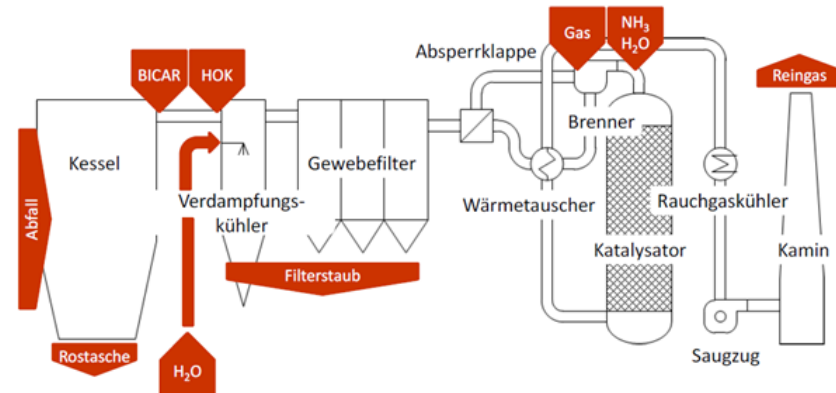 Gas
NH₃
H₂O
Absperrklappe
Reingas
BICAR
HOK
Brenner
Kessel
Gewebefilter
Verdampfungs-
kühler
Wärmetauscher
Rauchgaskühler
Abfall
Katalysator
Kamin
Filterstaub
Rostasche
H₂O
Saugzug